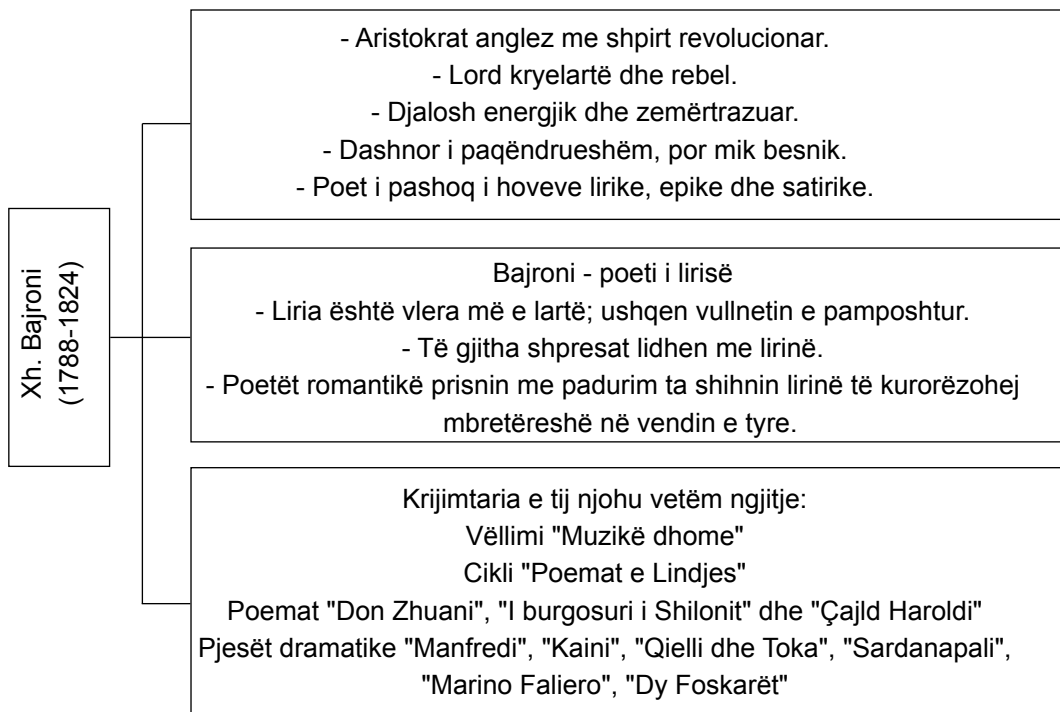 Xh. Bajroni
(1788-1824)
- Aristokrat anglez me shpirt revolucionar.
- Lord kryelartë dhe rebel.
- Djalosh energjik dhe zemërtrazuar.
- Dashnor i paqëndrueshëm, por mik besnik.
- Poet i pashoq i hoveve lirike, epike dhe satirike.
Bajroni - poeti i lirisë
- Liria është vlera më e lartë; ushqen vullnetin e pamposhtur.
- Të gjitha shpresat lidhen me lirinë.
- Poetët romantikë prisnin me padurim ta shihnin lirinë të kurorëzohej
mbretëreshë në vendin e tyre.
Krijimtaria e tij njohu vetëm ngjitje:
Vëllimi "Muzikë dhome"
Cikli "Poemat e Lindjes"
Poemat "Don Zhuani", "I burgosuri i Shilonit" dhe "Çajld Haroldi"
Pjesët dramatike "Manfredi", "Kaini", "Qielli dhe Toka", "Sardanapali",
"Marino Faliero", "Dy Foskarët"